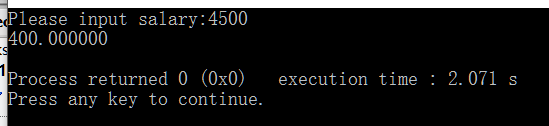 Please input salary:4500
400.000000
Process returned 0 (0x0)   execution time : 2.071 s
Press any key to continue.